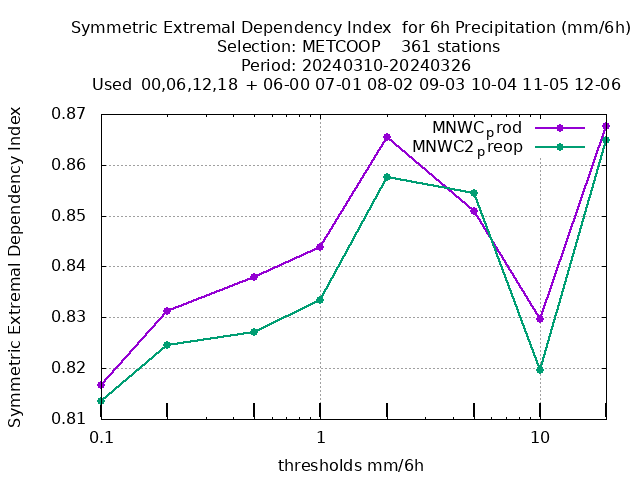 Symmetric Extremal Dependency Index  for 6h Precipitation (mm/6h)
Selection: METCOOP    361 stations
Period: 20240310-20240326
Used  00,06,12,18  + 06-00 07-01 08-02 09-03 10-04 11-05 12-06
Symmetric Extremal Dependency Index
0.87
0.86
0.85
0.84
0.83
0.82
0.81
MNWCprod
MNWC2preop
0.1
1
10
thresholds mm/6h